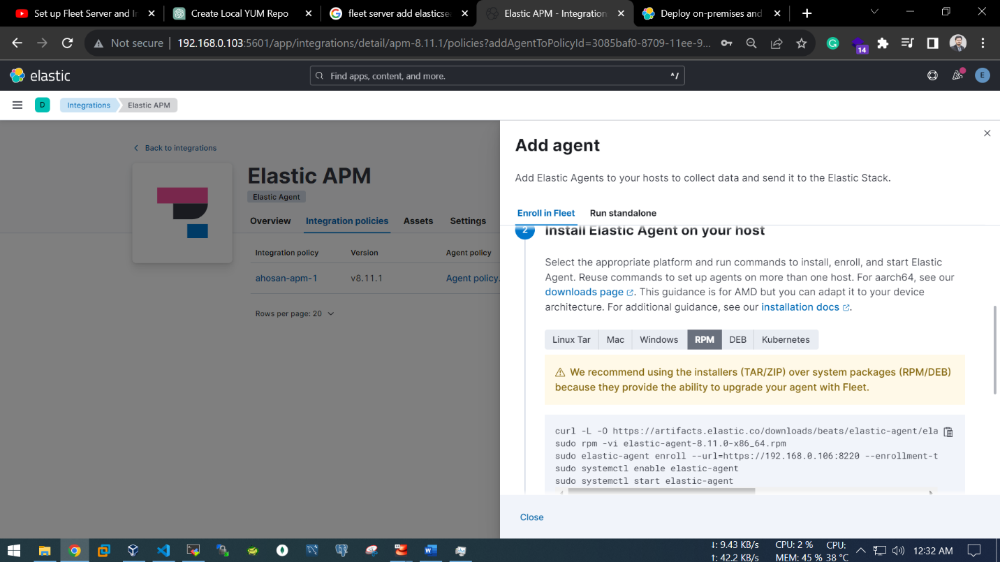 Set up Fleet Server and In
Create Local YUM Repo
fleet server add elasticsea
Elastic APM - Integration
Deploy on-premises and
Not secure
192.168.0.103:5601/app/integrations/detail/apm-8.11.1/policies?addAgentToPolicyId=3085baf0-8709-11ee-9...
14
elastic
Find apps, content, and more.
^/
E
D
Integrations
Elastic APM
Back to integrations
Elastic APM
Elastic Agent
Overview
Integration policies
Assets
Settings
Integration policy
Version
Agent policy
ahosan-apm-1
v8.11.1
Agent policy.
Rows per page: 20
Add agent
Add Elastic Agents to your hosts to collect data and send it to the Elastic Stack.
Enroll in Fleet
Run standalone
2
Install Elastic Agent on your host
Select the appropriate platform and run commands to install, enroll, and start Elastic
Agent. Reuse commands to set up agents on more than one host. For aarch64, see our
downloads page. This guidance is for AMD but you can adapt it to your device
architecture. For additional guidance, see our installation docs.
Linux Tar
Mac
Windows
RPM
DEB
Kubernetes
We recommend using the installers (TAR/ZIP) over system packages (RPM/DEB)
because they provide the ability to upgrade your agent with Fleet.
curl -L -O https://artifacts.elastic.co/downloads/beats/elastic-agent/ela
sudo rpm -vi elastic-agent-8.11.0-x86_64.rpm
sudo elastic-agent enroll --url=https://192.168.0.106:8220 --enrollment-t
sudo systemctl enable elastic-agent
sudo systemctl start elastic-agent
Close
↓: 9.43 KB/s
↑: 42.2 KB/s
CPU: 2 %
MEM: 45 %
CPU:
38 °C
12:32 AM